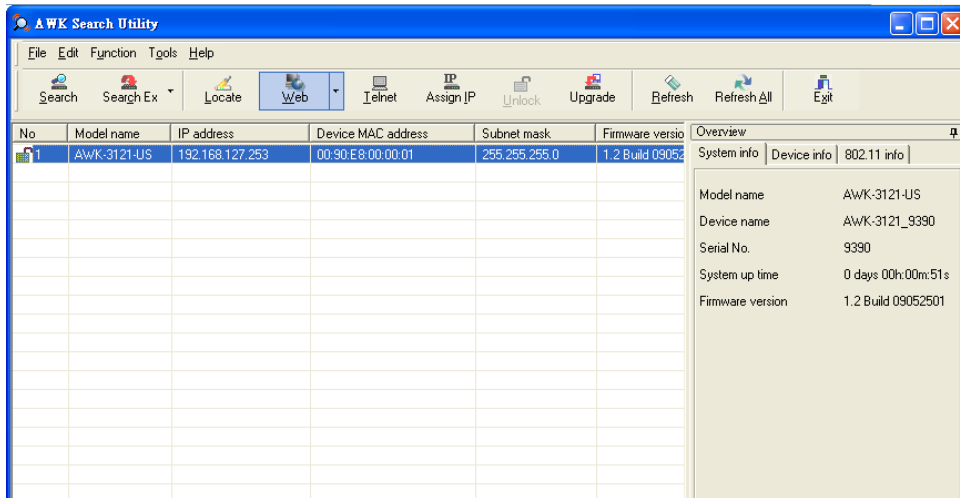 AWK Search Utility
File Edit Function Tools Help
Search Search Ex Locate Web Telnet IP Assign IP Unlock Upgrade Refresh Refresh All Exit
No Model name IP address Device MAC address Subnet mask Firmware versio
1 AWK-3121-US 192.168.127.253 00:90:E8:00:00:01 255.255.255.0 1.2 Build 09052
Overview
System info Device info 802.11 info
Model name AWK-3121-US
Device name AWK-3121_9390
Serial No. 9390
System up time 0 days 00h:00m:51s
Firmware version 1.2 Build 09052501